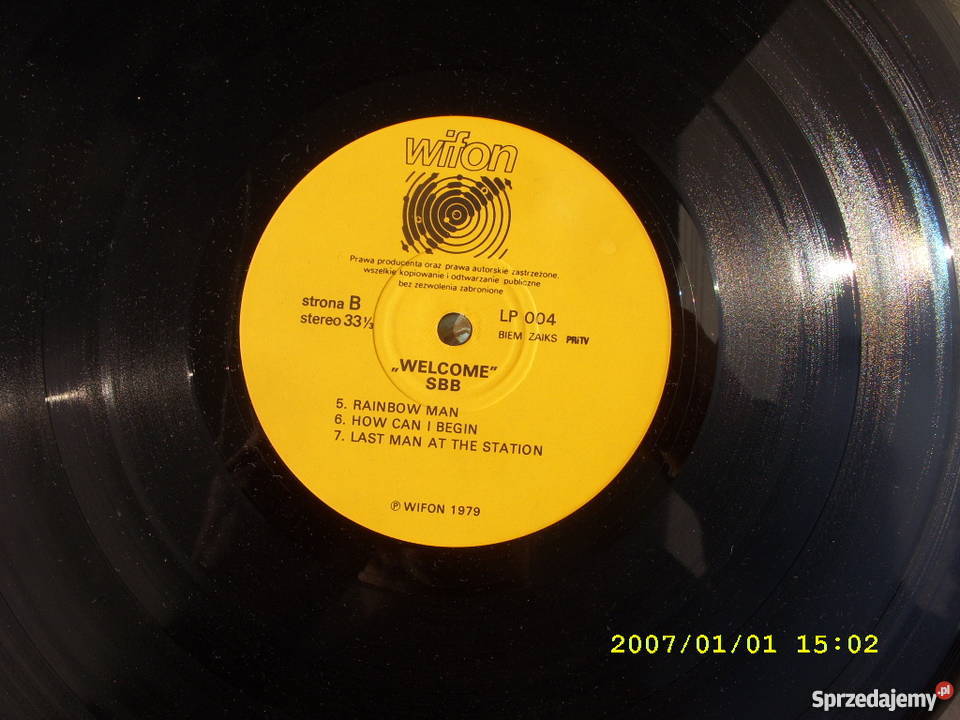 wifon
Prawa producenta oraz prawa autorskie zastrzeżone,
wszelkie kopiowanie i odtwarzanie publiczne
bez zezwolenia zabronione
strona B
stereo 33⅓
LP 004
BIEM ZAIKS PRiTV
„WELCOME”
SBB
5. RAINBOW MAN
6. HOW CAN I BEGIN
7. LAST MAN AT THE STATION
℗ WIFON 1979
2007/01/01 15:02
Sprzedajemy.pl